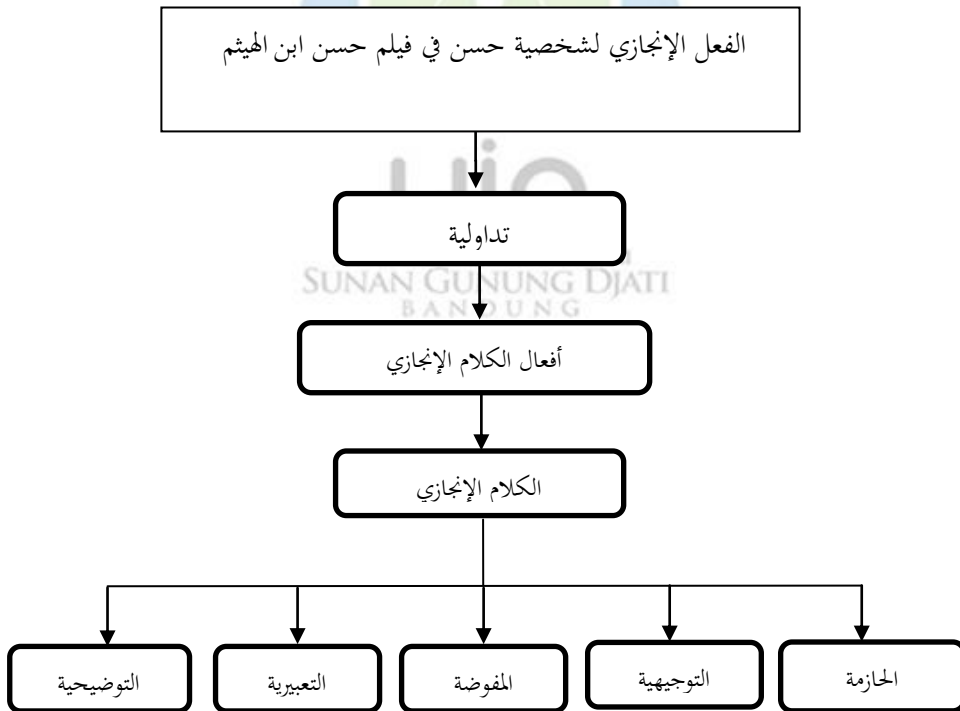 الفعل الإنجازي لشخصية حسن في فيلم حسن ابن الهيثم
تداولية
SUNAN GUNUNG DJATI
BANDUNG
أفعال الكلام الإنجازي
الكلام الإنجازي
الحازمة
التوجيهية
المفوضة
التعبيرية
التوضيحية